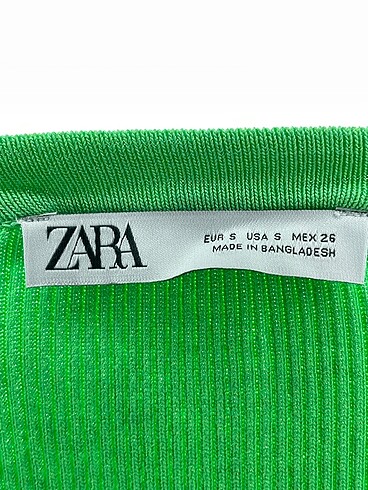 ZARA
EUR S USA S MEX 26
MADE IN BANGLADESH